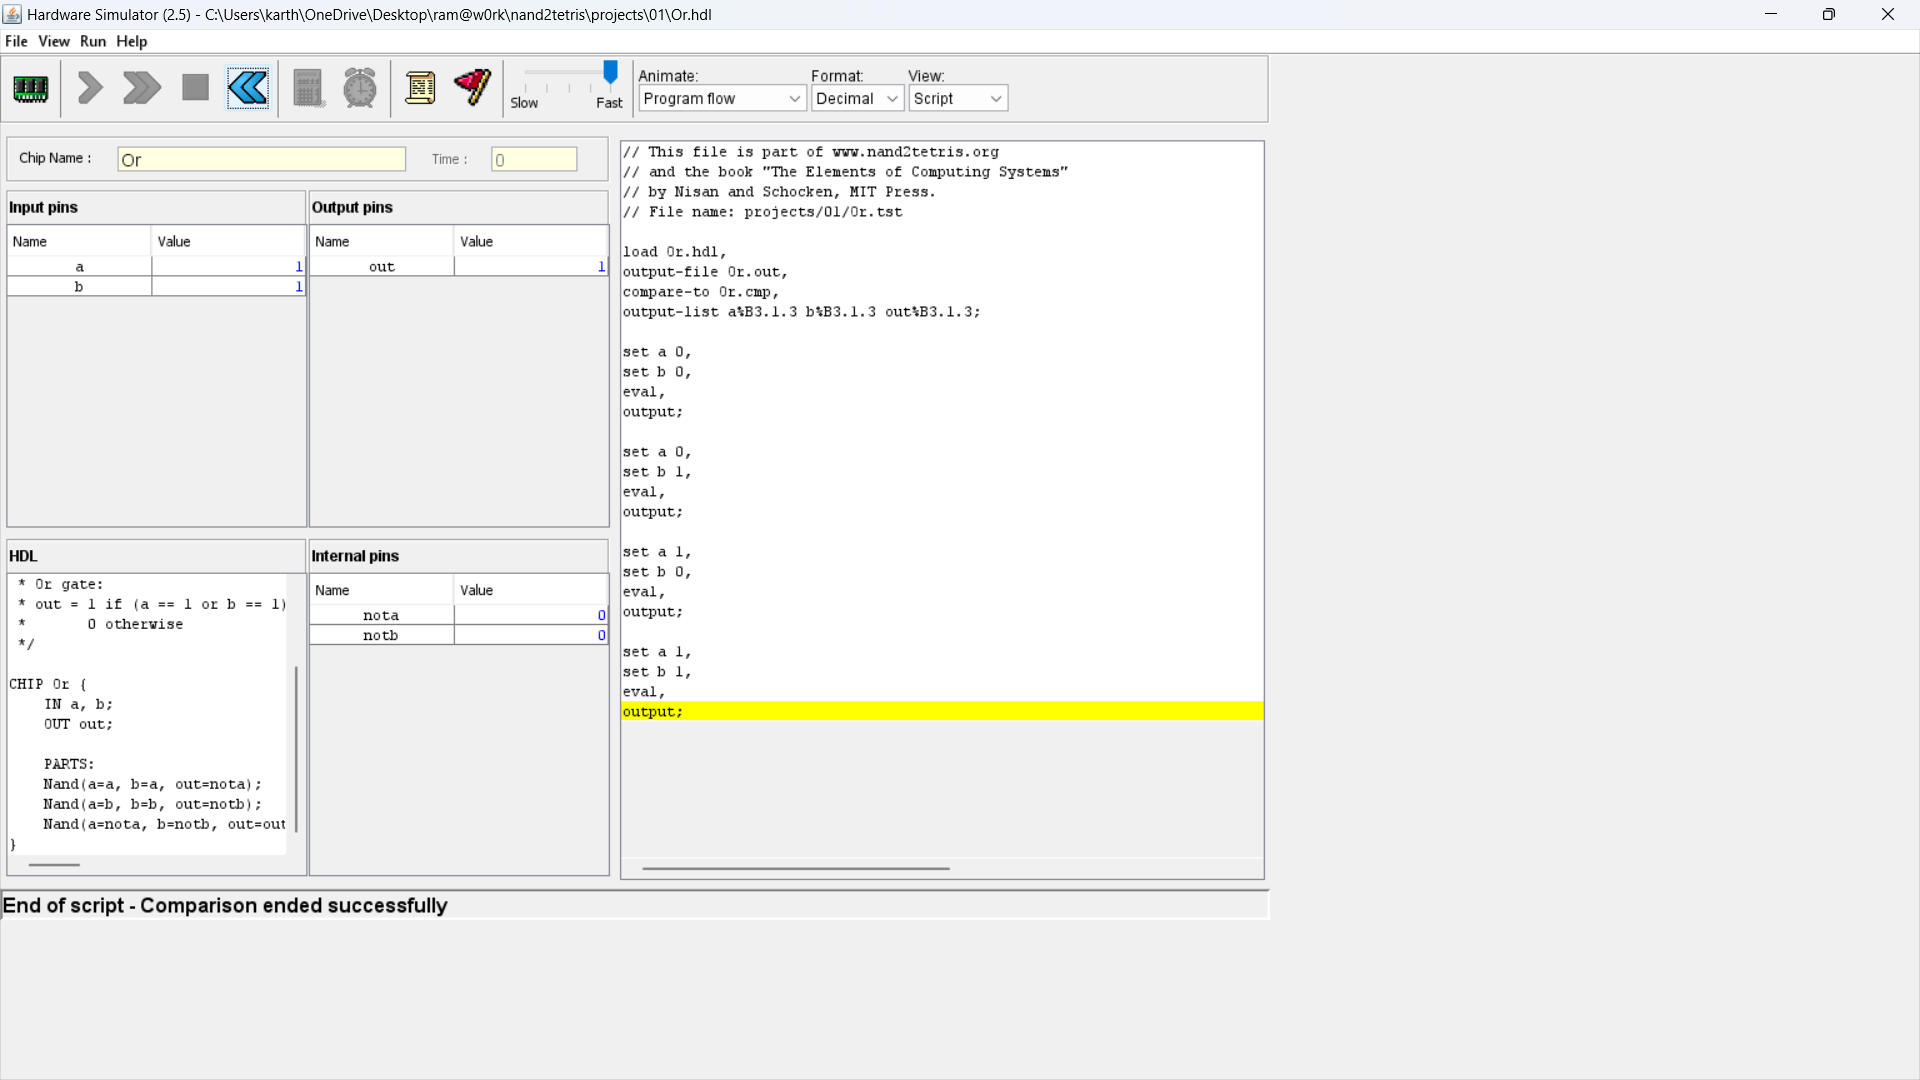 Hardware Simulator (2.5) - C:\Users\karth\OneDrive\Desktop\ram@w0rk\nand2tetris\projects\01\Or.hdl
File View Run Help
Slow Fast
Animate: Format: View:
Program flow Decimal Script
Chip Name : Or Time : 0
Input pins
Name Value
a 1
b 1
Output pins
Name Value
out 1
HDL
* Or gate:
* out = 1 if (a == 1 or b == 1)
* 0 otherwise
*/
CHIP Or {
IN a, b;
OUT out;
PARTS:
Nand(a=a, b=a, out=nota);
Nand(a=b, b=b, out=notb);
Nand(a=nota, b=notb, out=out
}
Internal pins
Name Value
nota 0
notb 0
// This file is part of www.nand2tetris.org
// and the book "The Elements of Computing Systems"
// by Nisan and Schocken, MIT Press.
// File name: projects/01/Or.tst
load Or.hdl,
output-file Or.out,
compare-to Or.cmp,
output-list a%B3.1.3 b%B3.1.3 out%B3.1.3;
set a 0,
set b 0,
eval,
output;
set a 0,
set b 1,
eval,
output;
set a 1,
set b 0,
eval,
output;
set a 1,
set b 1,
eval,
output;
End of script - Comparison ended successfully